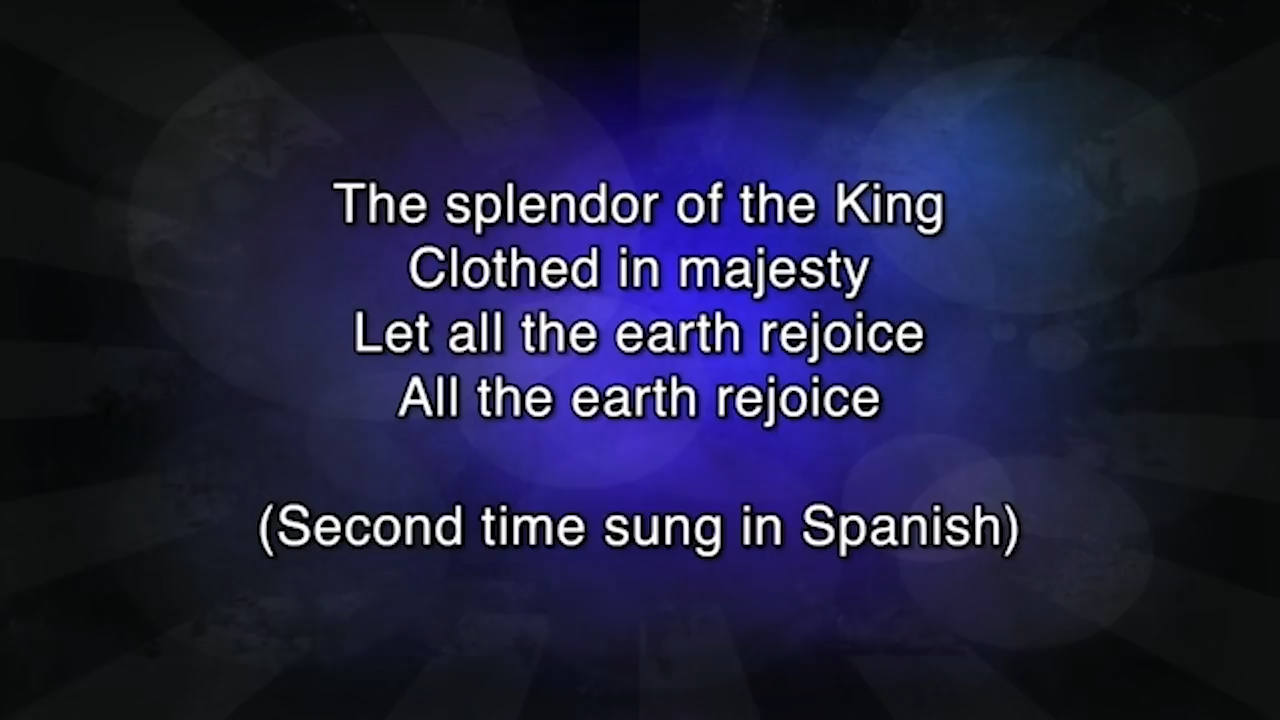 The splendor of the King
Clothed in majesty
Let all the earth rejoice
All the earth rejoice
(Second time sung in Spanish)